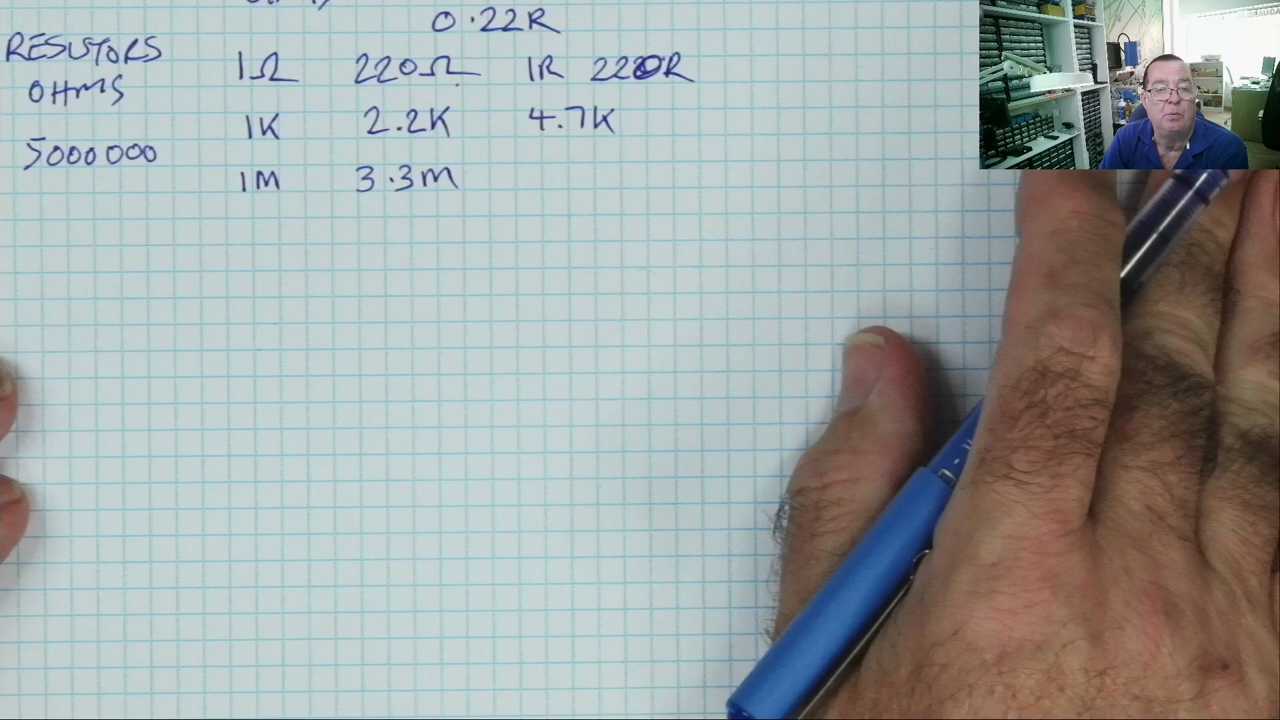 0.22R
RESISTORS 1Ω 220Ω 1R 220R
OHMS
1K 2.2K 4.7K
5000000
1M 3.3M